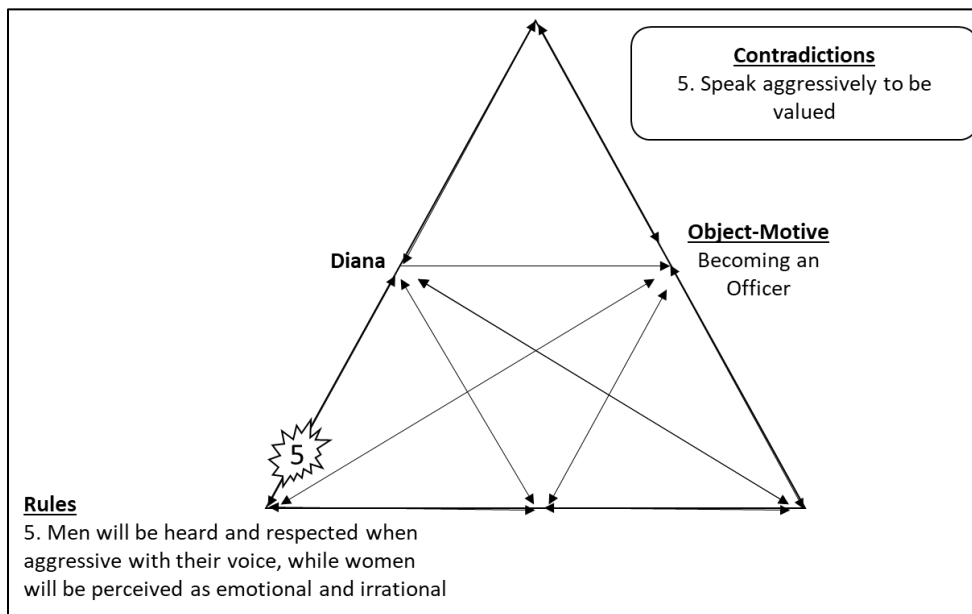 Contradictions
5. Speak aggressively to be
valued
Diana
Object-Motive
Becoming an
Officer
5
Rules
5. Men will be heard and respected when
aggressive with their voice, while women
will be perceived as emotional and irrational